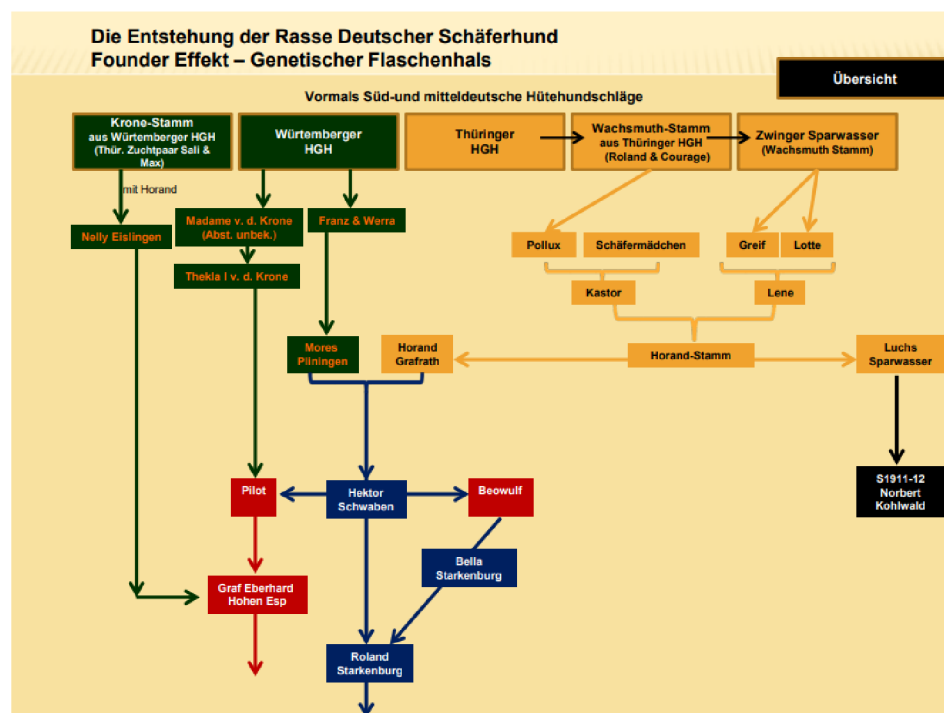 Die Entstehung der Rasse Deutscher Schäferhund
Founder Effekt – Genetischer Flaschenhals
Übersicht
Vormals Süd-und mitteldeutsche Hütehundschläge
Krone-Stamm
aus Würtemberger HGH
(Thür. Zuchtpaar Sali &
Max)
Würtemberger
HGH
Thüringer
HGH
Wachsmuth-Stamm
aus Thüringer HGH
(Roland & Courage)
Zwinger Sparwasser
(Wachsmuth Stamm)
mit Horand
Nelly Eislingen
Madame v. d. Krone
(Abst. unbek.)
Franz & Werra
Pollux
Schäfermädchen
Greif
Lotte
Thekla I v. d. Krone
Kastor
Lene
Mores
Plinigen
Horand
Grafrath
Horand-Stamm
Luchs
Sparwasser
Pilot
Hektor
Schwaben
Beowulf
S1911-12
Norbert
Kohlwald
Bella
Starkenburg
Graf Eberhard
Hohen Esp
Roland
Starkenburg